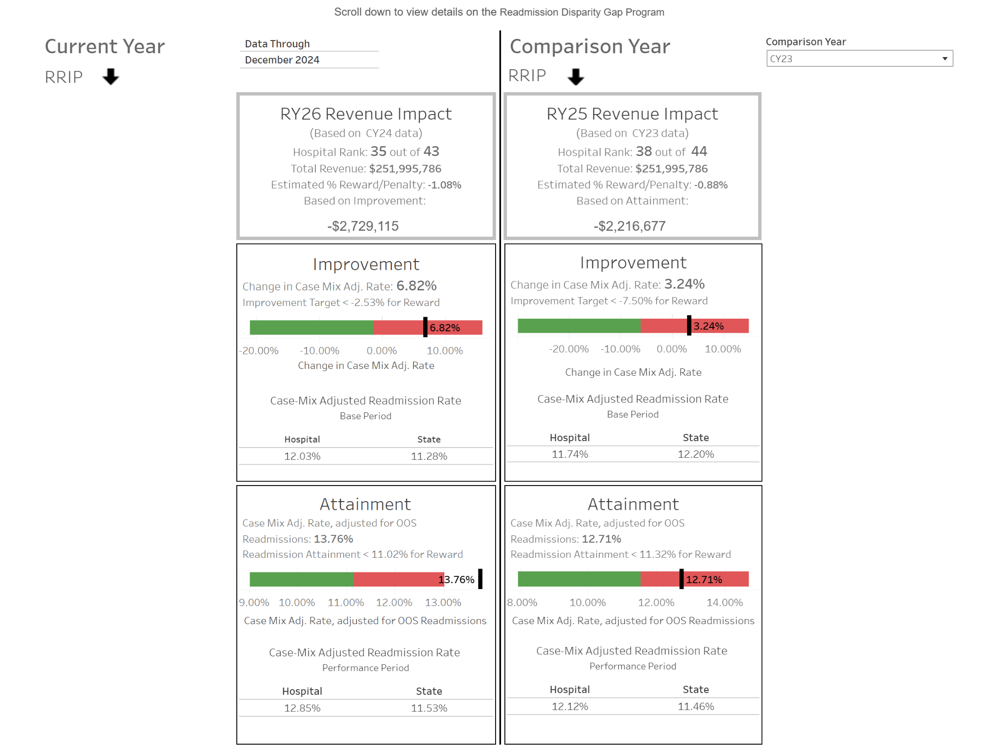 Scroll down to view details on the Readmission Disparity Gap Program
Current Year
Data Through
December 2024
RRIP
RY26 Revenue Impact
(Based on CY24 data)
Hospital Rank: 35 out of 43
Total Revenue: $251,995,786
Estimated % Reward/Penalty: -1.08%
Based on Improvement:
-$2,729,115
Improvement
Change in Case Mix Adj. Rate: 6.82%
Improvement Target < -2.53% for Reward
6.82%
-20.00% -10.00% 0.00% 10.00%
Change in Case Mix Adj. Rate
Case-Mix Adjusted Readmission Rate
Base Period
Hospital State
12.03% 11.28%
Attainment
Case Mix Adj. Rate, adjusted for OOS
Readmissions: 13.76%
Readmission Attainment < 11.02% for Reward
13.76%
9.00% 10.00% 11.00% 12.00% 13.00%
Case Mix Adj. Rate, adjusted for OOS Readmissions
Case-Mix Adjusted Readmission Rate
Performance Period
Hospital State
12.85% 11.53%
Comparison Year
Comparison Year
CY23
RRIP
RY25 Revenue Impact
(Based on CY23 data)
Hospital Rank: 38 out of 44
Total Revenue: $251,995,786
Estimated % Reward/Penalty: -0.88%
Based on Attainment:
-$2,216,677
Improvement
Change in Case Mix Adj. Rate: 3.24%
Improvement Target < -7.50% for Reward
3.24%
-20.00% -10.00% 0.00% 10.00%
Change in Case Mix Adj. Rate
Case-Mix Adjusted Readmission Rate
Base Period
Hospital State
11.74% 12.20%
Attainment
Case Mix Adj. Rate, adjusted for OOS
Readmissions: 12.71%
Readmission Attainment < 11.32% for Reward
12.71%
8.00% 10.00% 12.00% 14.00%
Case Mix Adj. Rate, adjusted for OOS Readmissions
Case-Mix Adjusted Readmission Rate
Performance Period
Hospital State
12.12% 11.46%